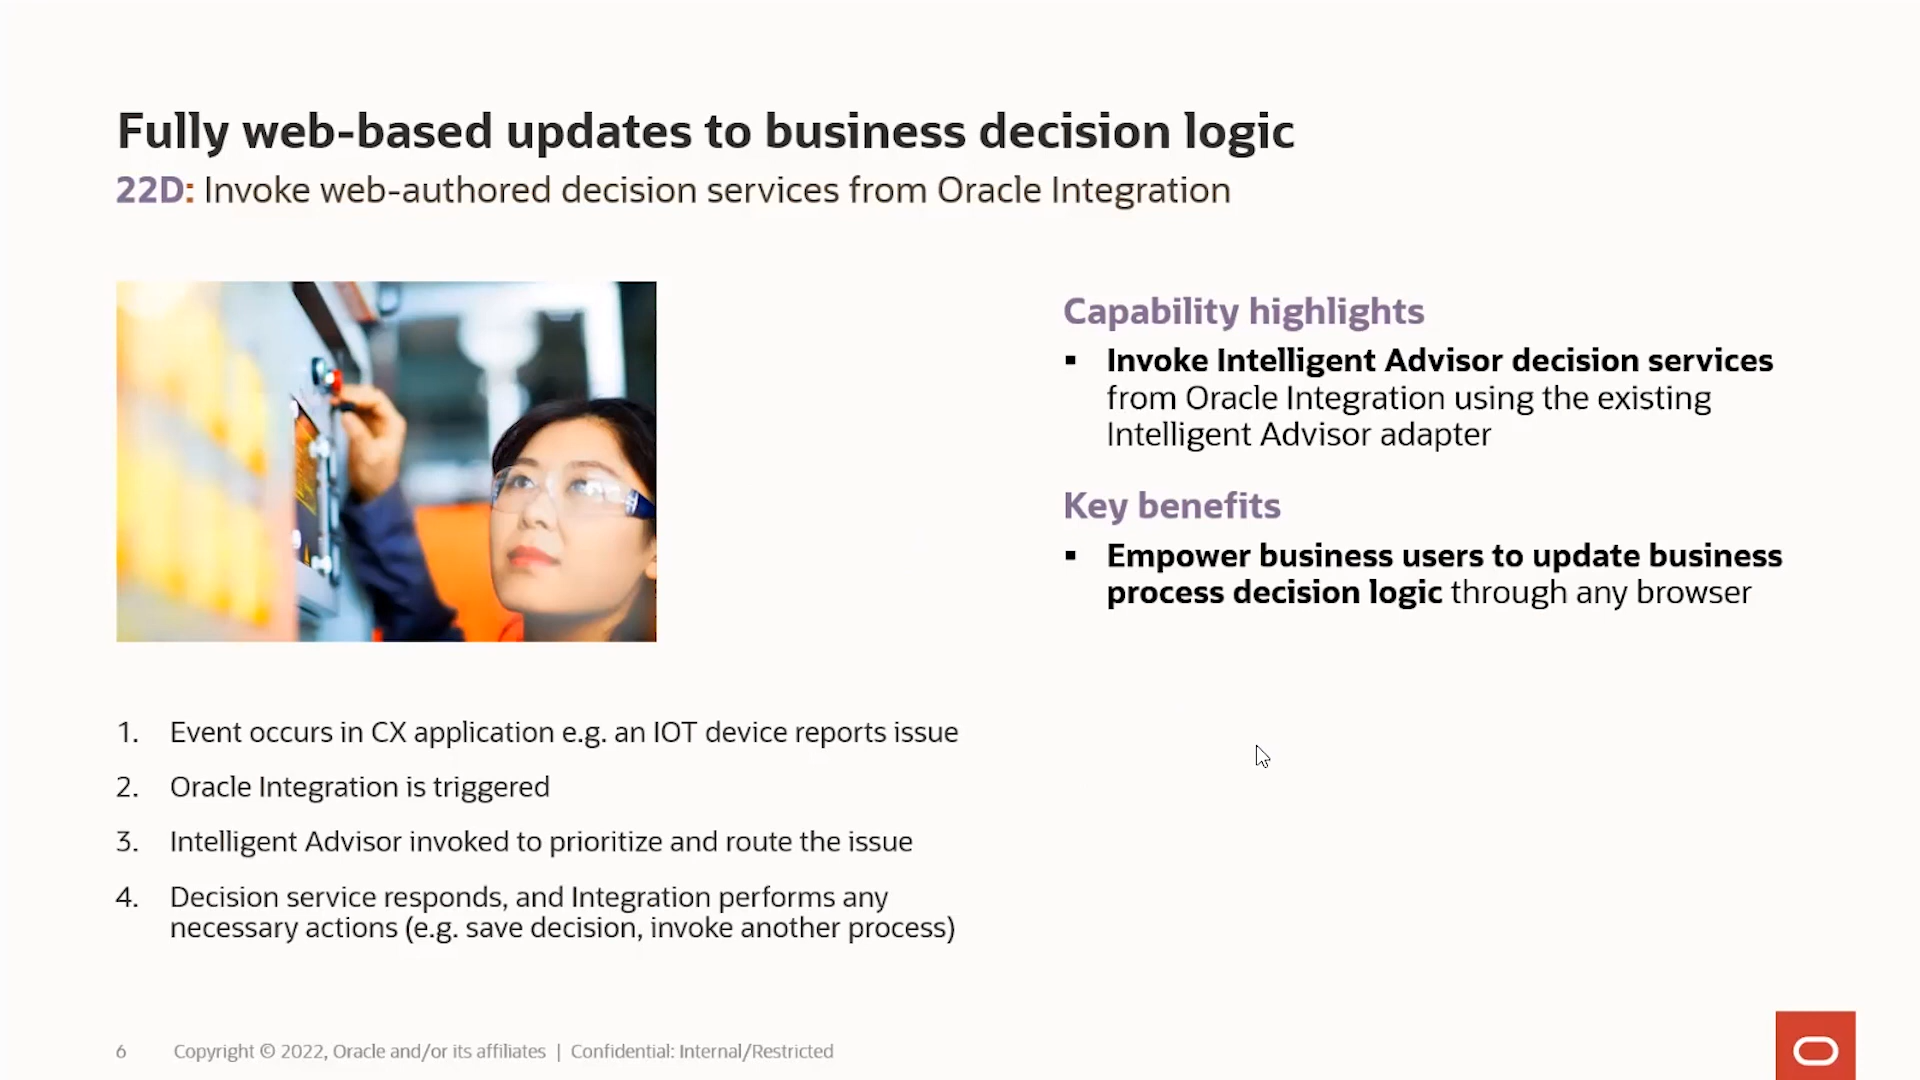 Fully web-based updates to business decision logic
22D: Invoke web-authored decision services from Oracle Integration
Capability highlights
▪ Invoke Intelligent Advisor decision services
from Oracle Integration using the existing
Intelligent Advisor adapter
Key benefits
▪ Empower business users to update business
process decision logic through any browser
1. Event occurs in CX application e.g. an IOT device reports issue
2. Oracle Integration is triggered
3. Intelligent Advisor invoked to prioritize and route the issue
4. Decision service responds, and Integration performs any
necessary actions (e.g. save decision, invoke another process)
6 Copyright © 2022, Oracle and/or its affiliates | Confidential: Internal/Restricted